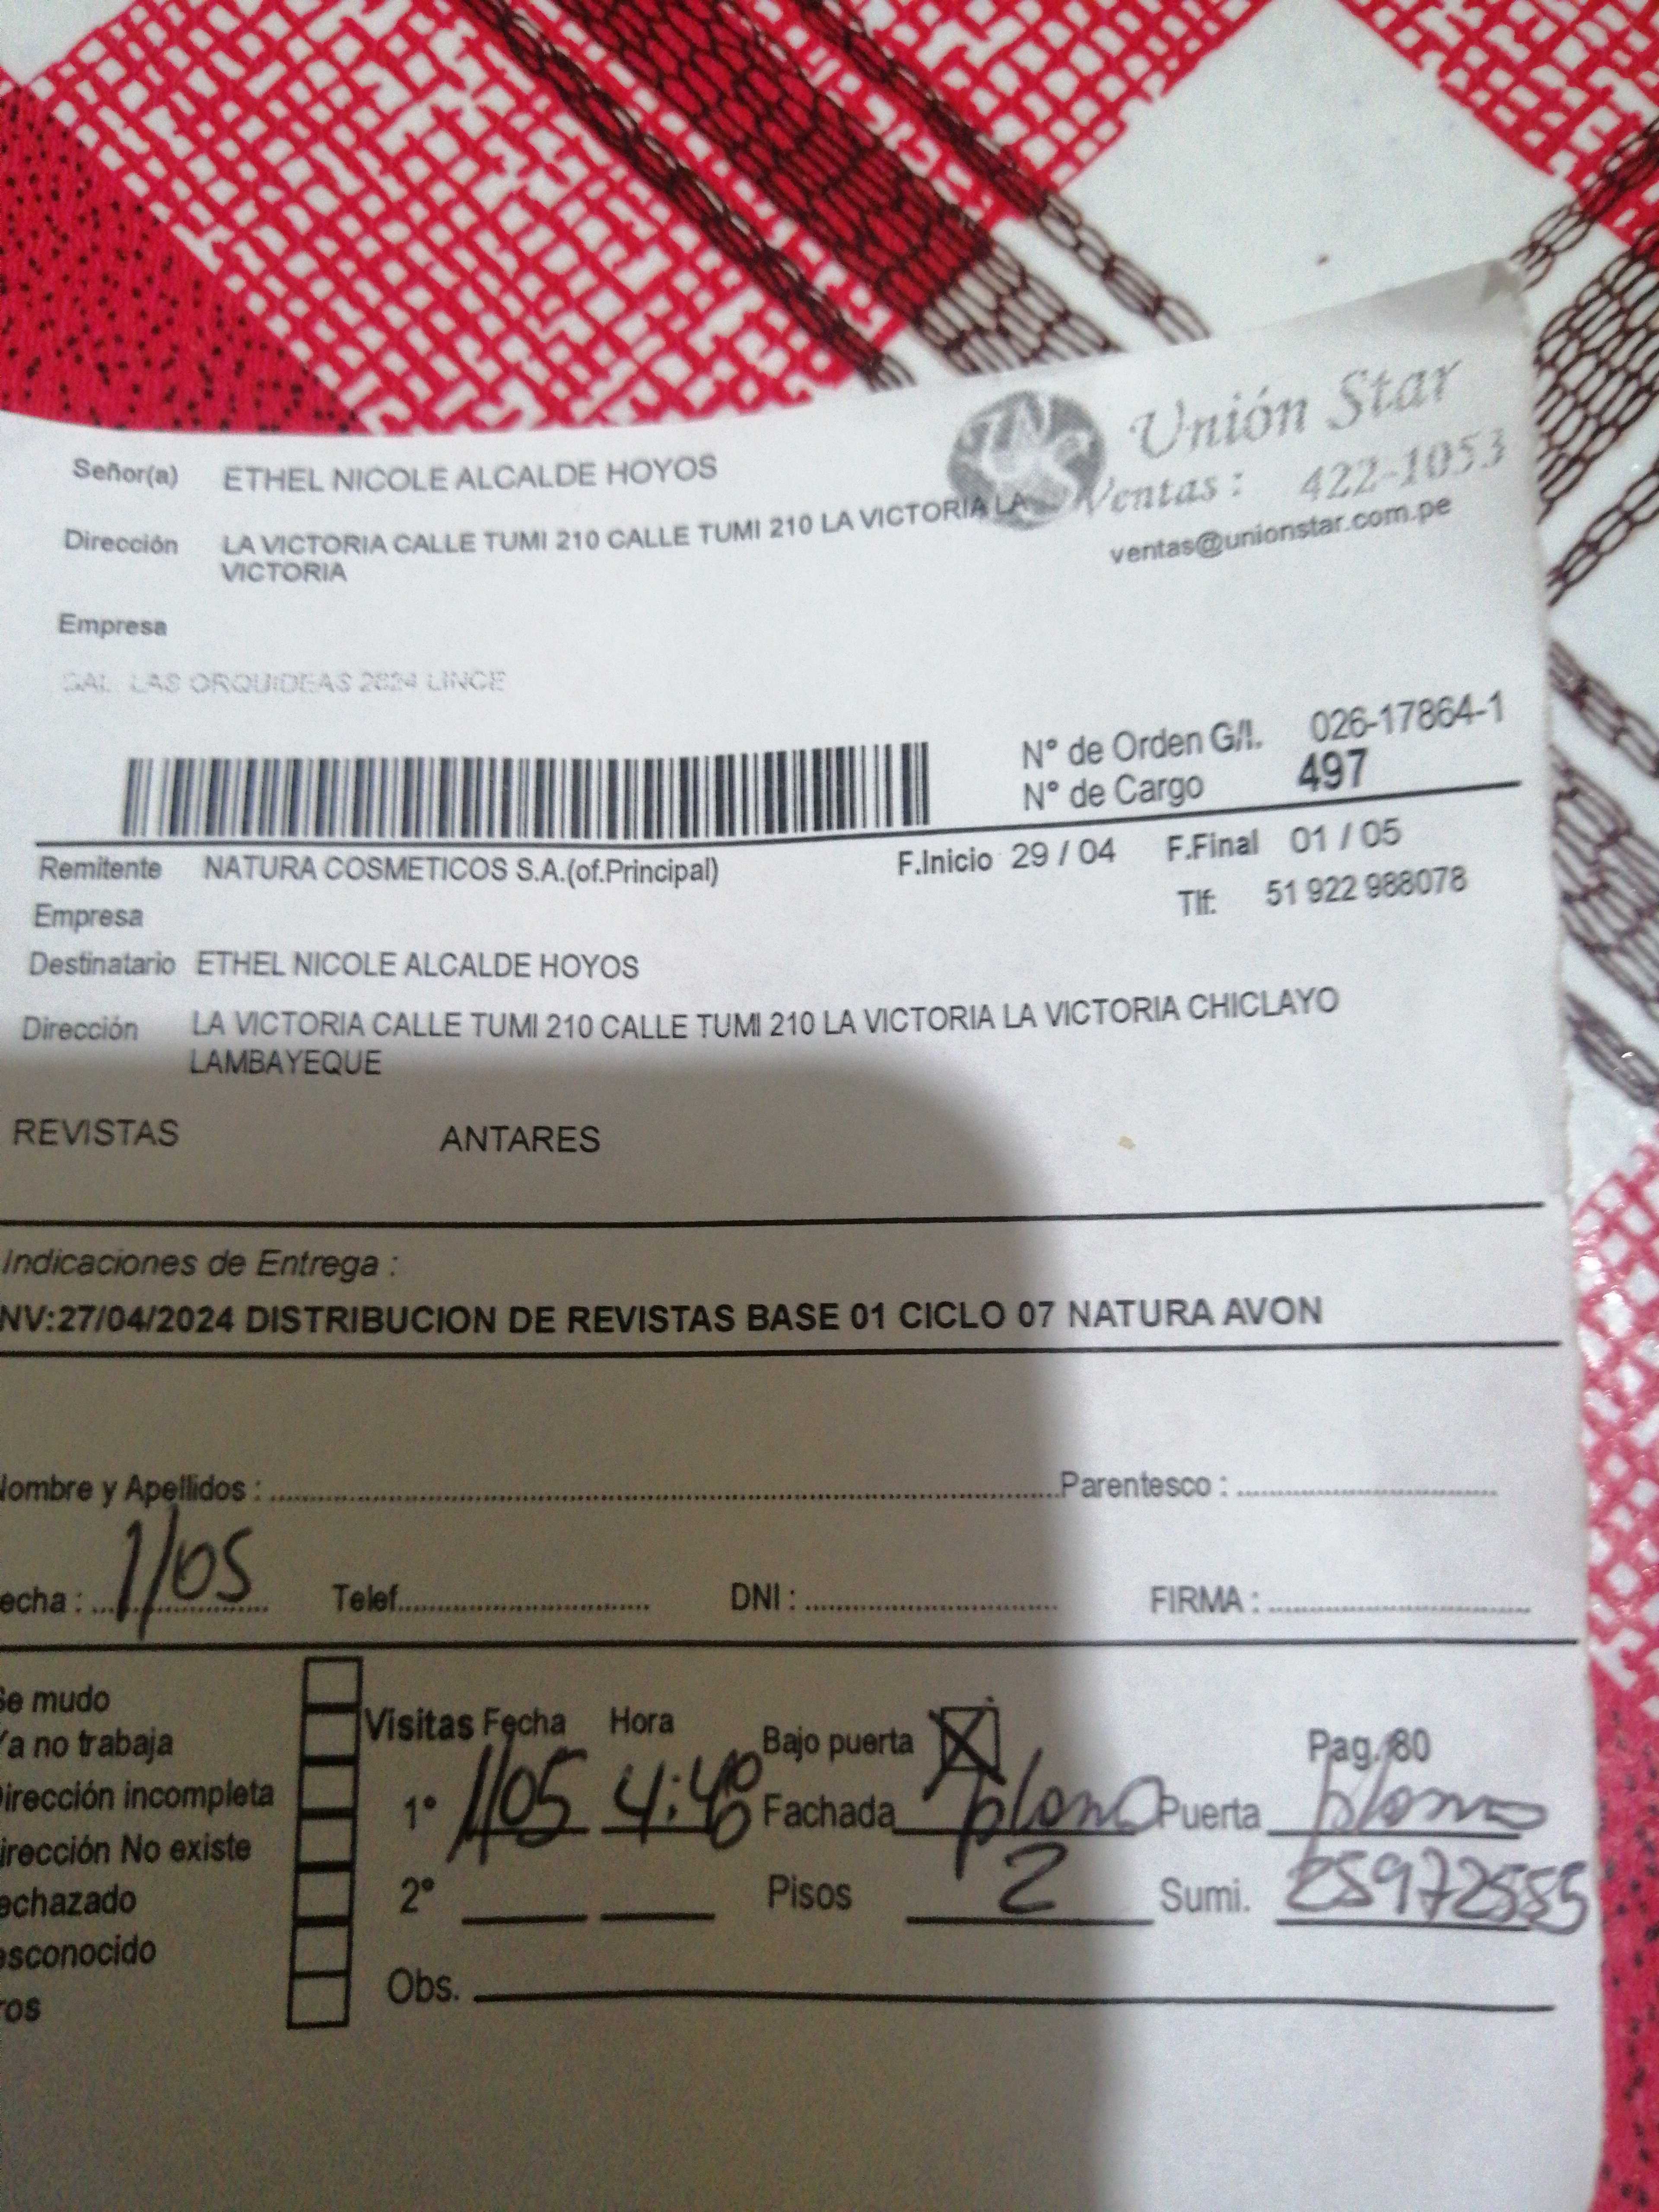 Unión Star
Ventas : 422-1053
ventas@unionstar.com.pe
Señor(a) ETHEL NICOLE ALCALDE HOYOS
Dirección LA VICTORIA CALLE TUMI 210 CALLE TUMI 210 LA VICTORIA LA
VICTORIA
Empresa
CAL. LAS ORQUIDEAS 2624 LINCE
N° de Orden G/I. 026-17864-1
N° de Cargo 497
Remitente NATURA COSMETICOS S.A.(of.Principal) F.Inicio 29 / 04 F.Final 01 / 05
Empresa Tlf: 51 922 988078
Destinatario ETHEL NICOLE ALCALDE HOYOS
Dirección LA VICTORIA CALLE TUMI 210 CALLE TUMI 210 LA VICTORIA LA VICTORIA CHICLAYO
LAMBAYEQUE
REVISTAS ANTARES
Indicaciones de Entrega :
NV:27/04/2024 DISTRIBUCION DE REVISTAS BASE 01 CICLO 07 NATURA AVON
Nombre y Apellidos : Parentesco :
echa : 1/05 Telef. DNI : FIRMA :
Se mudo
Ya no trabaja
Dirección incompleta
irección No existe
echazado
esconocido
ros
Visitas Fecha Hora Bajo puerta X Pag. 80
1° 1/05 4:40 Fachada plomo Puerta plomo
2° Pisos 2 Sumi. 25972555
Obs.